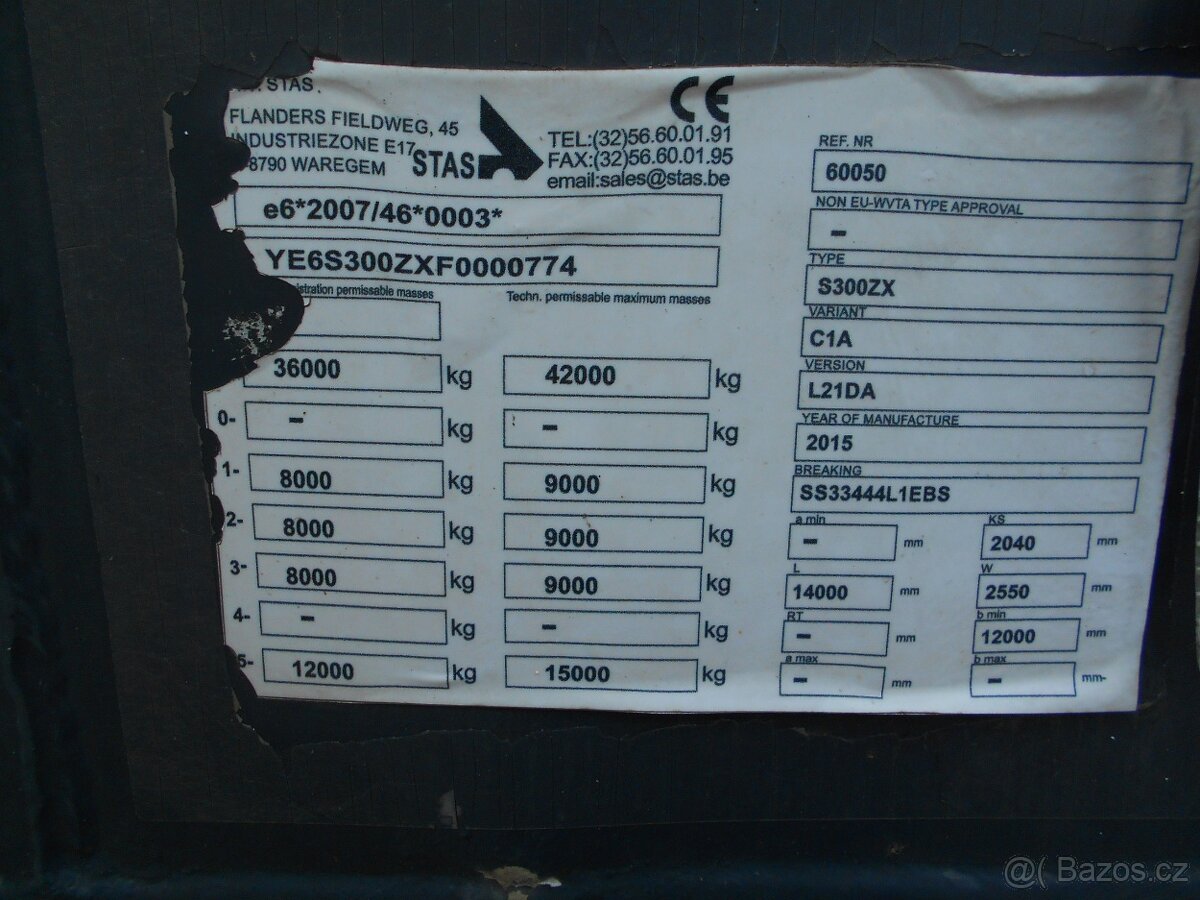 STAS
FLANDERS FIELDWEG, 45
INDUSTRIEZONE E17
8790 WAREGEM
STAS
CE
TEL:(32)56.60.01.91
FAX:(32)56.60.01.95
email:sales@stas.be
e6*2007/46*0003*
YE6S300ZXF0000774
permissable masses
Techn. permissable maximum masses
36000 kg 42000 kg
0- - kg - kg
1- 8000 kg 9000 kg
2- 8000 kg 9000 kg
3- 8000 kg 9000 kg
4- - kg - kg
5- 12000 kg 15000 kg
REF. NR
60050
NON EU-WVTA TYPE APPROVAL
-
TYPE
S300ZX
VARIANT
C1A
VERSION
L21DA
YEAR OF MANUFACTURE
2015
BREAKING
SS33444L1EBS
a min KS
- mm 2040 mm
L W
14000 mm 2550 mm
RT b min
- mm 12000 mm
a max b max
- mm - mm-
@( Bazos.cz